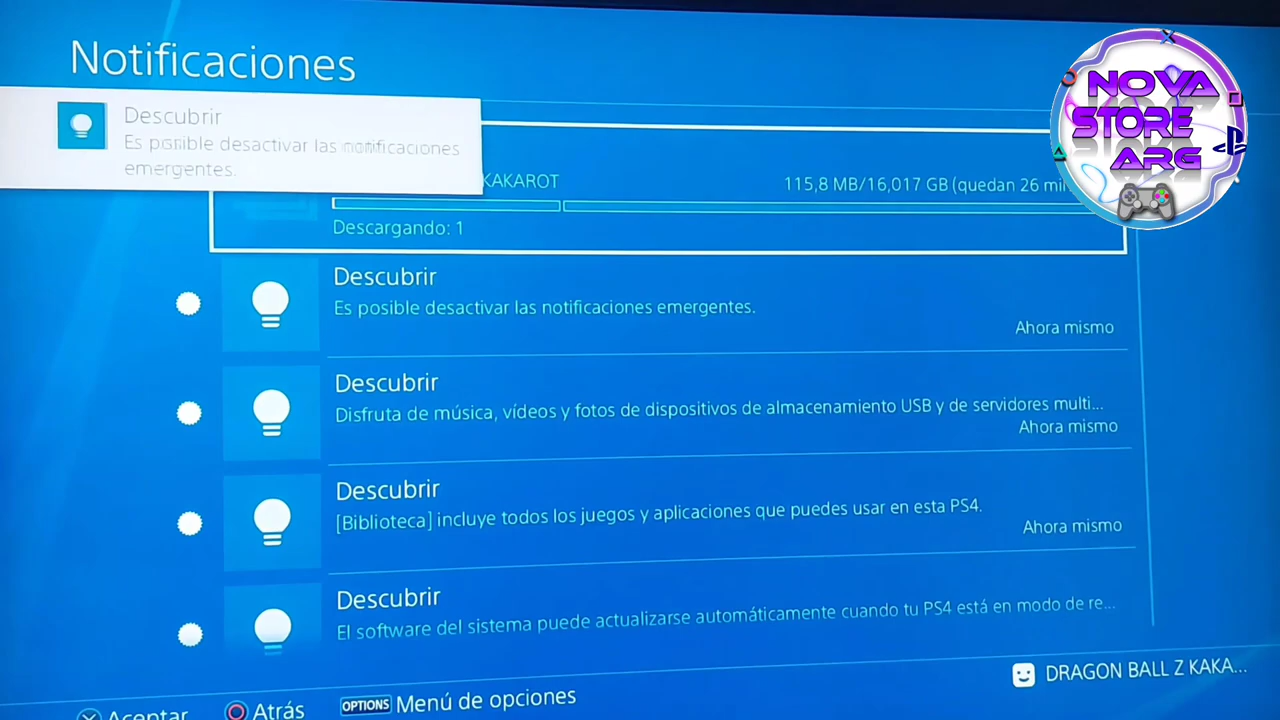 Notificaciones
NOVA
STORE
ARG
Descubrir
Es posible desactivar las notificaciones
emergentes.
KAKAROT
115,8 MB/16,017 GB (quedan 26
Descargando: 1
Descubrir
Es posible desactivar las notificaciones emergentes.
Ahora mismo
Descubrir
Disfruta de música, vídeos y fotos de dispositivos de almacenamiento USB y de servidores multi...
Ahora mismo
Descubrir
[Biblioteca] incluye todos los juegos y aplicaciones que puedes usar en esta PS4.
Ahora mismo
Descubrir
El software del sistema puede actualizarse automáticamente cuando tu PS4 está en modo de re...
DRAGON BALL Z KAKA...
Aceptar
Atrás
OPTIONS Menú de opciones